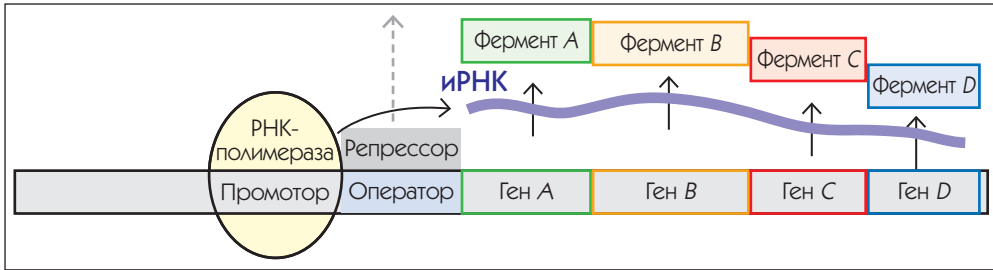 Фермент A
Фермент B
Фермент C
Фермент D
иРНК
РНК-
полимераза
Репрессор
Промотор
Оператор
Ген A
Ген B
Ген C
Ген D